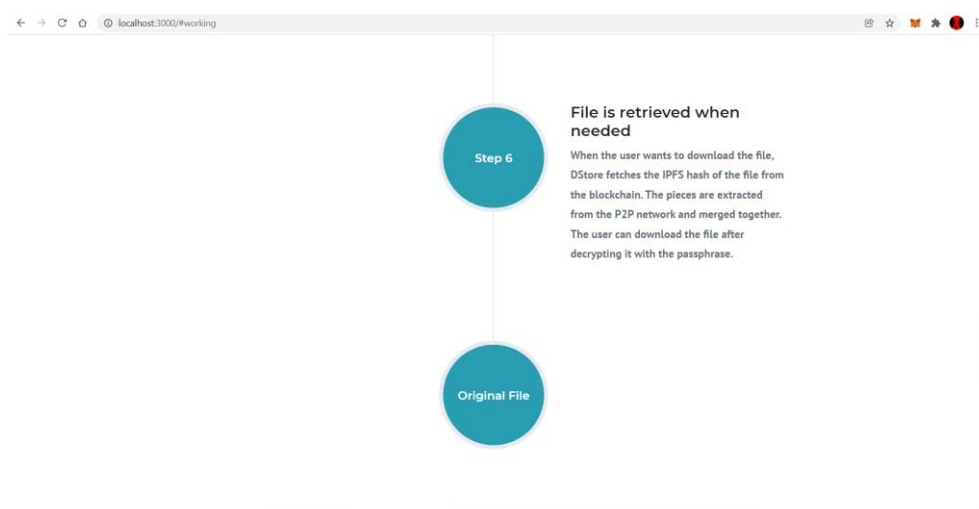 localhost:3000/#working
File is retrieved when
needed
Step 6
When the user wants to download the file,
DStore fetches the IPFS hash of the file from
the blockchain. The pieces are extracted
from the P2P network and merged together.
The user can download the file after
decrypting it with the passphrase.
Original File